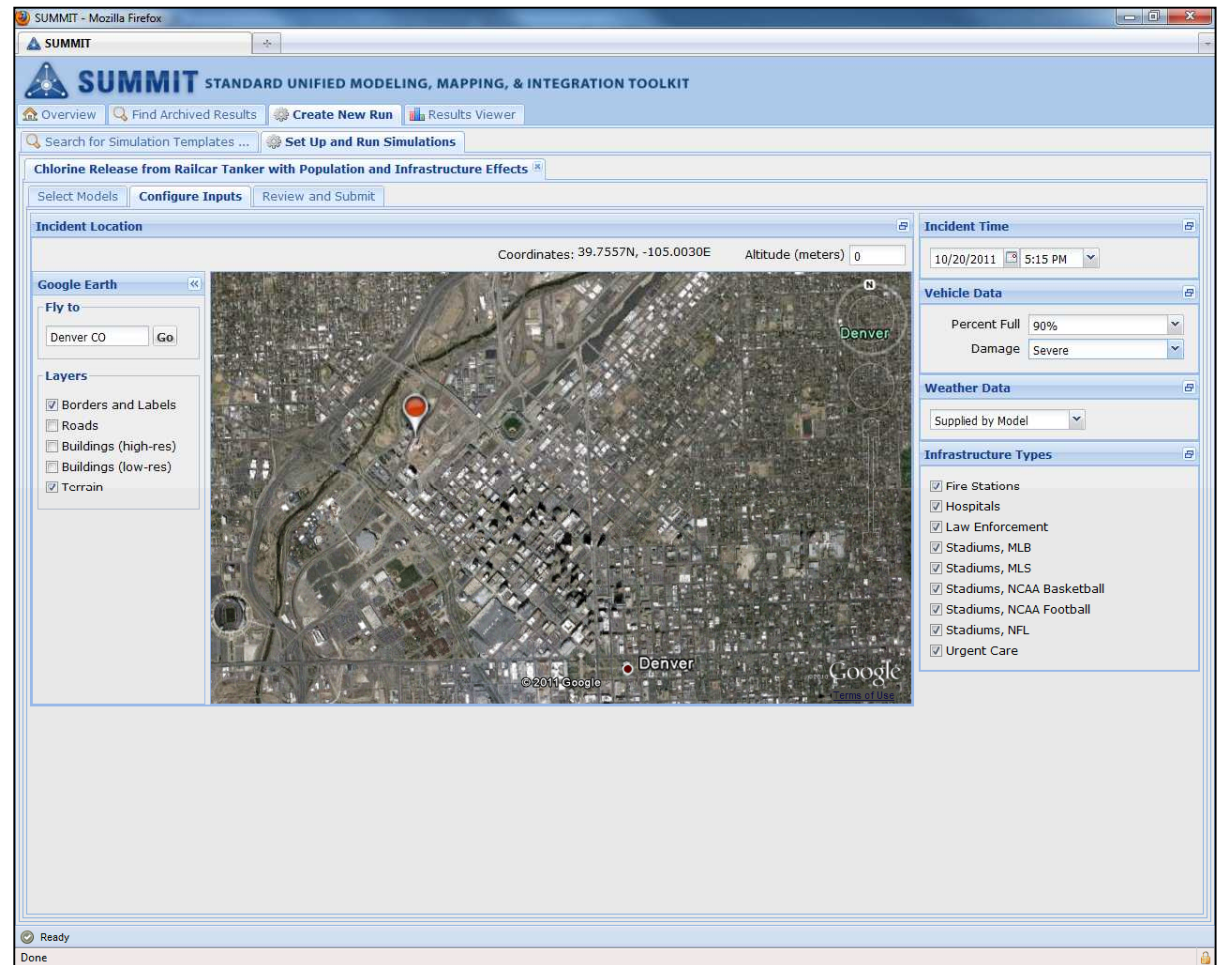 SUMMIT - Mozilla Firefox
SUMMIT
SUMMIT STANDARD UNIFIED MODELING, MAPPING, & INTEGRATION TOOLKIT
Overview Find Archived Results Create New Run Results Viewer
Search for Simulation Templates ... Set Up and Run Simulations
Chlorine Release from Railcar Tanker with Population and Infrastructure Effects
Select Models Configure Inputs Review and Submit
Incident Location
Coordinates: 39.7557N, -105.0030E Altitude (meters) 0
Google Earth
Fly to
Denver CO Go
Layers
Borders and Labels
Roads
Buildings (high-res)
Buildings (low-res)
Terrain
N
Denver
Denver
© 2011 Google
Google
Terms of Use
Incident Time
10/20/2011 5:15 PM
Vehicle Data
Percent Full 90%
Damage Severe
Weather Data
Supplied by Model
Infrastructure Types
Fire Stations
Hospitals
Law Enforcement
Stadiums, MLB
Stadiums, MLS
Stadiums, NCAA Basketball
Stadiums, NCAA Football
Stadiums, NFL
Urgent Care
Ready
Done